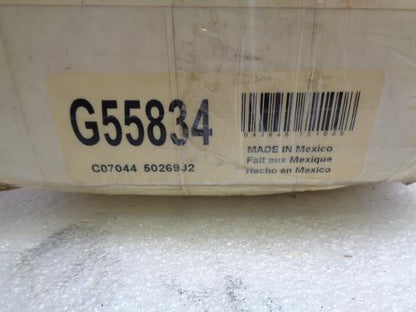 G55834
C07044 50269J2
MADE IN Mexico
Fait aux Mexique
Hecho en Mexico